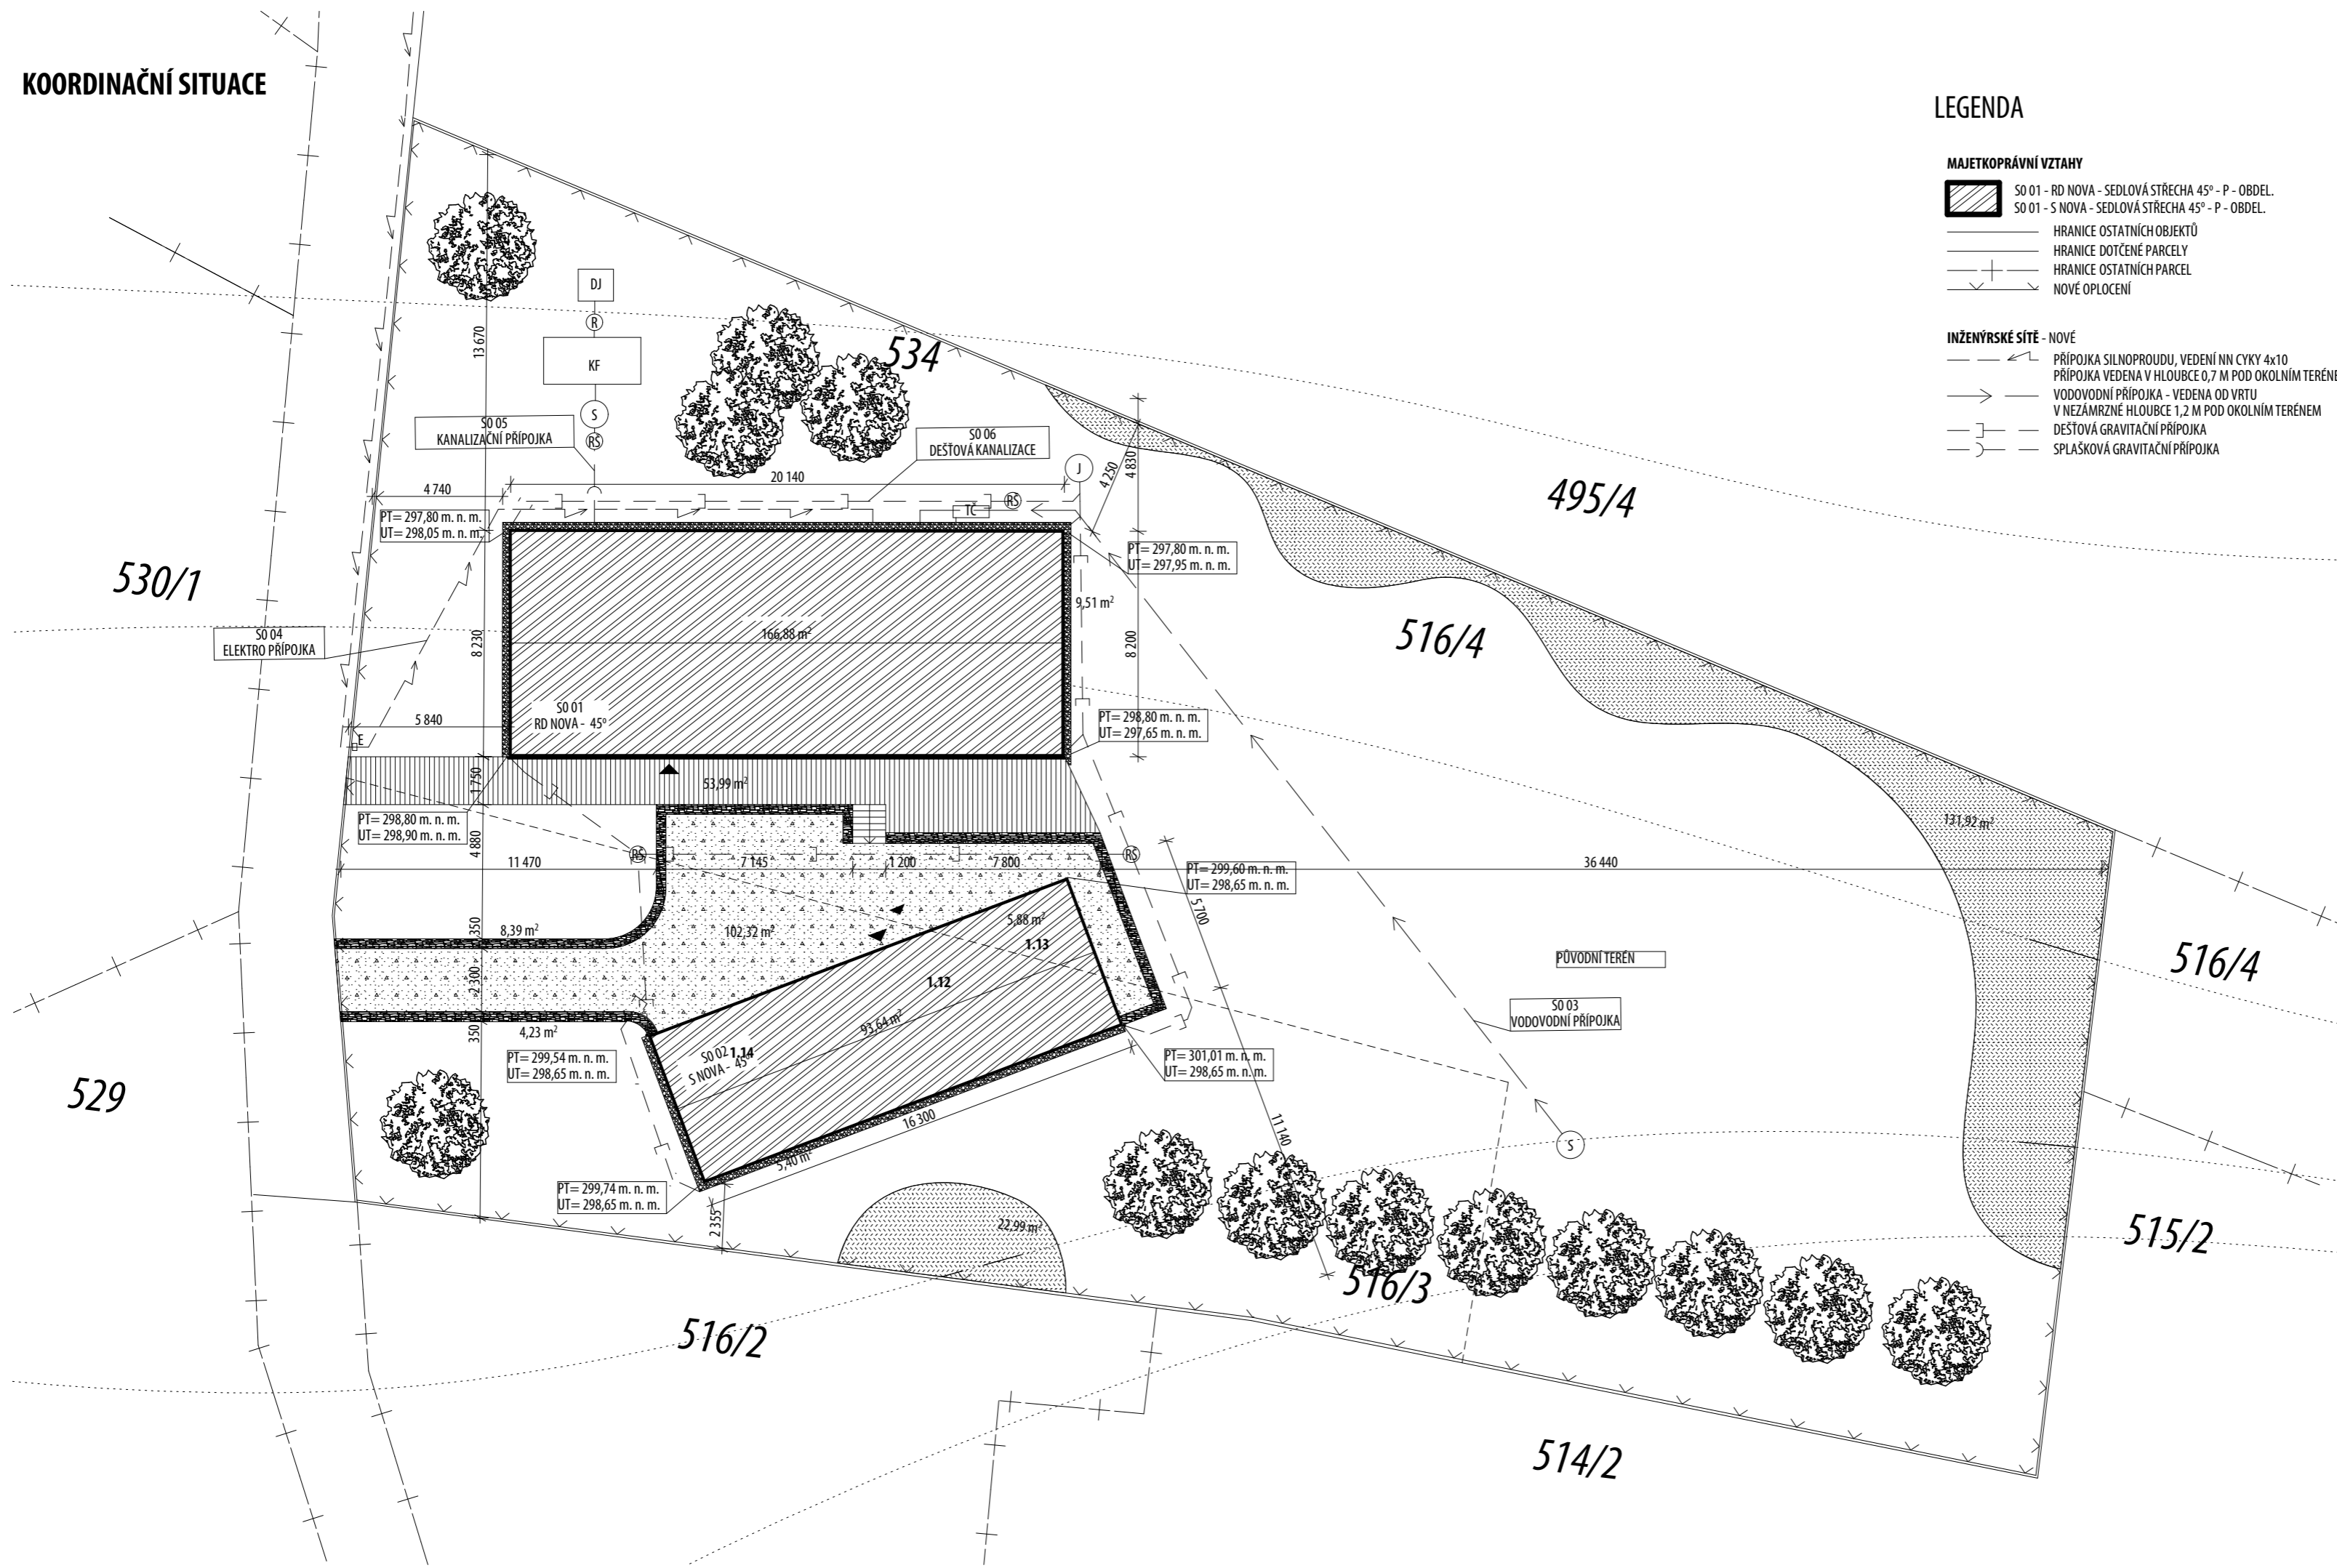 KOORDINAČNÍ SITUACE
LEGENDA
MAJETKOPRÁVNÍ VZTAHY
SO 01 - RD NOVA - SEDLOVÁ STŘECHA 45º - P - OBDEL.
SO 01 - S NOVA - SEDLOVÁ STŘECHA 45º - P - OBDEL.
HRANICE OSTATNÍCH OBJEKTŮ
HRANICE DOTČENÉ PARCELY
HRANICE OSTATNÍCH PARCEL
NOVÉ OPLOCENÍ
INŽENÝRSKÉ SÍTĚ - NOVÉ
PŘÍPOJKA SILNOPROUDU, VEDENÍ NN CYKY 4x10
PŘÍPOJKA VEDENA V HLOUBCE 0,7 M POD OKOLNÍM TERÉNE
VODOVODNÍ PŘÍPOJKA - VEDENA OD VRTU
V NEZÁMRZNÉ HLOUBCE 1,2 M POD OKOLNÍM TERÉNEM
DEŠŤOVÁ GRAVITAČNÍ PŘÍPOJKA
SPLAŠKOVÁ GRAVITAČNÍ PŘÍPOJKA
DJ
R
KF
S
RŠ
13 670
534
SO 05
KANALIZAČNÍ PŘÍPOJKA
SO 06
DEŠŤOVÁ KANALIZACE
J
4 250
4 830
20 140
4 740
RŠ
TČ
495/4
PT= 297,80 m. n. m.
UT= 298,05 m. n. m.
PT= 297,80 m. n. m.
UT= 297,95 m. n. m.
530/1
9,51 m²
SO 04
ELEKTRO PŘÍPOJKA
8 230
166,88 m²
8 200
516/4
SO 01
RD NOVA - 45º
5 840
E
PT= 298,80 m. n. m.
UT= 297,65 m. n. m.
1 750
53,99 m²
PT= 298,80 m. n. m.
UT= 298,90 m. n. m.
4 880
131,92 m²
RŠ
RŠ
11 470
7 145
1 200
7 800
36 440
PT= 299,60 m. n. m.
UT= 298,65 m. n. m.
5 700
350
8,39 m²
102,32 m²
5,88 m²
1.13
1.12
2 300
PŮVODNÍ TERÉN
516/4
93,64 m²
SO 03
VODOVODNÍ PŘÍPOJKA
350
4,23 m²
SO 02
1.14
S NOVA - 45º
PT= 299,54 m. n. m.
UT= 298,65 m. n. m.
PT= 301,01 m. n. m.
UT= 298,65 m. n. m.
529
16 300
11 140
S
5,40 m²
PT= 299,74 m. n. m.
UT= 298,65 m. n. m.
2 355
22,99 m²
515/2
516/3
516/2
514/2